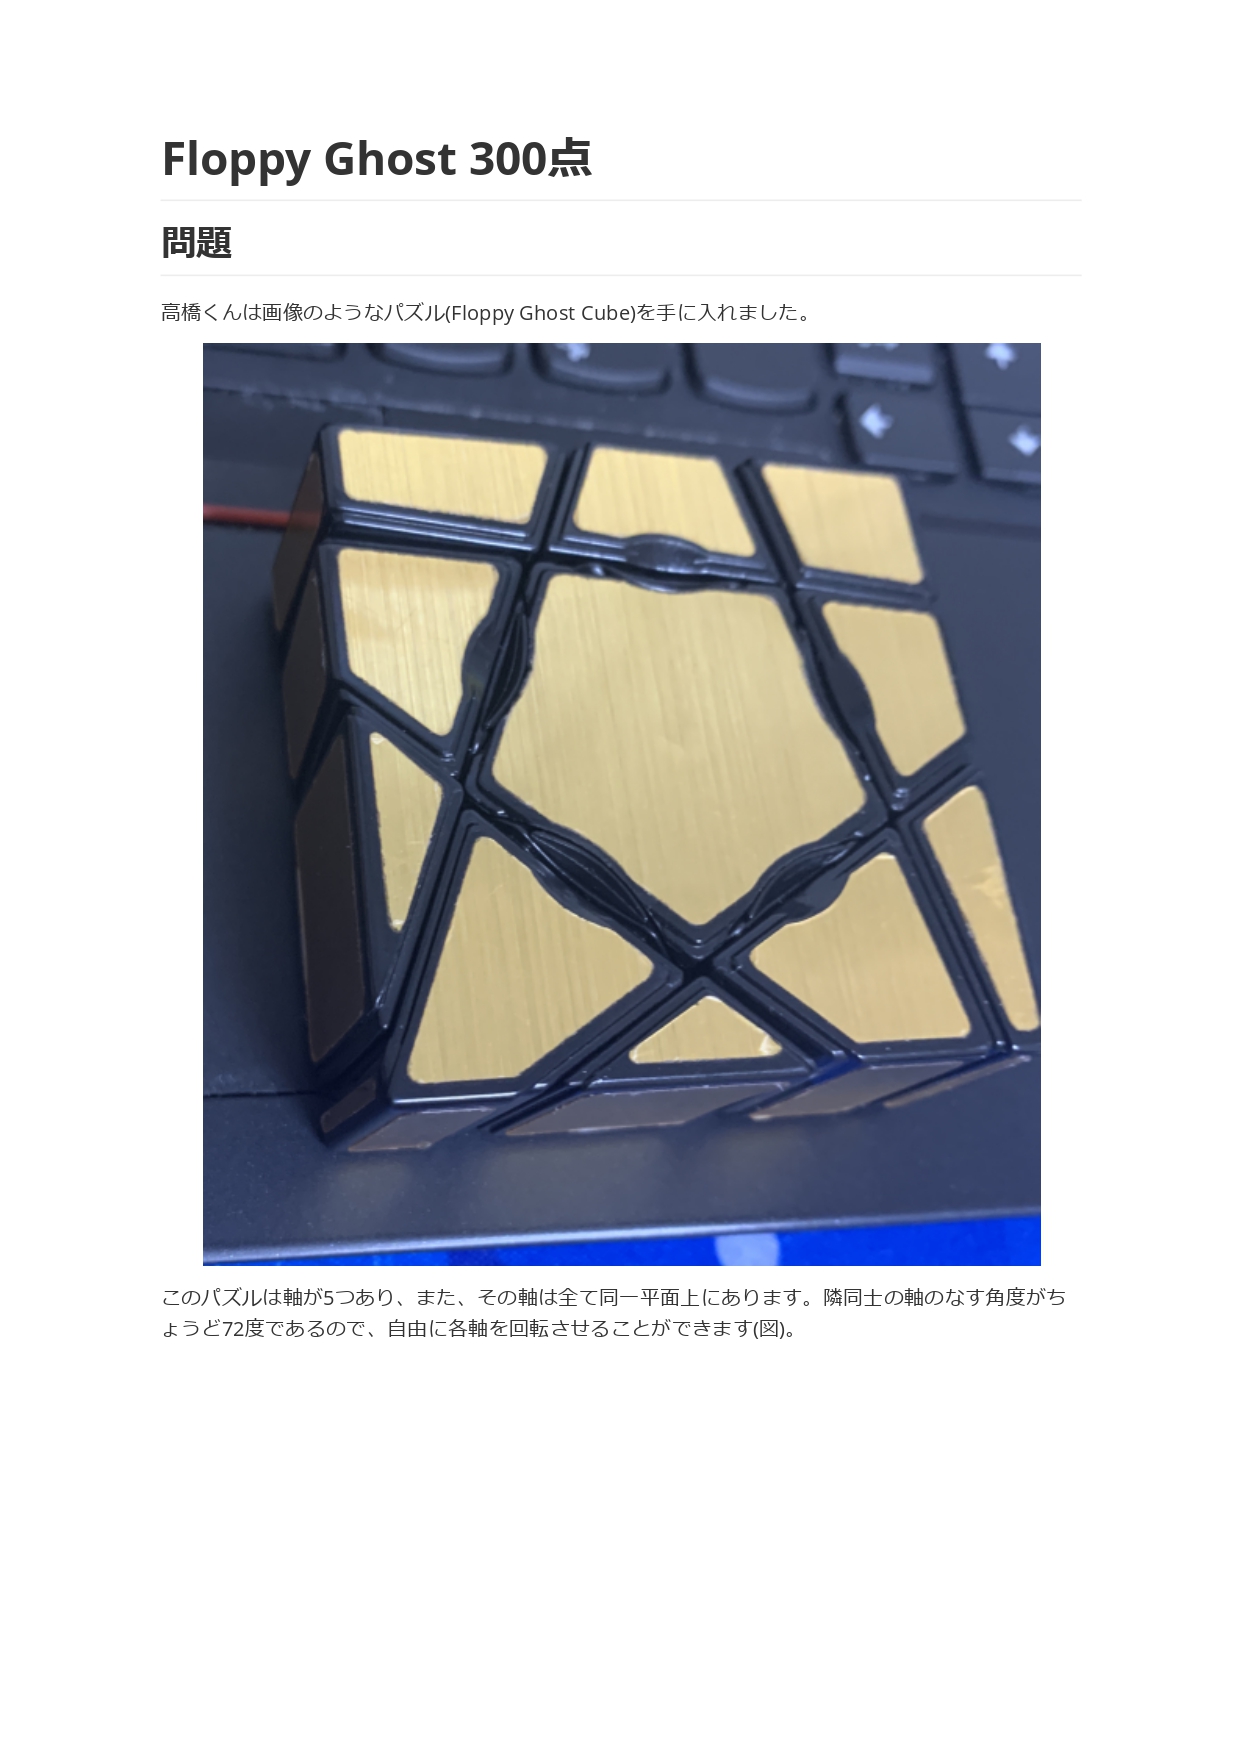 Floppy Ghost 300点
問題
高橋くんは画像のようなパズル(Floppy Ghost Cube)を手に入れました。
このパズルは軸が5つあり、また、その軸は全て同一平面上にあります。隣同士の軸のなす角度がち
ょうど72度であるので、自由に各軸を回転させることができます(図)。